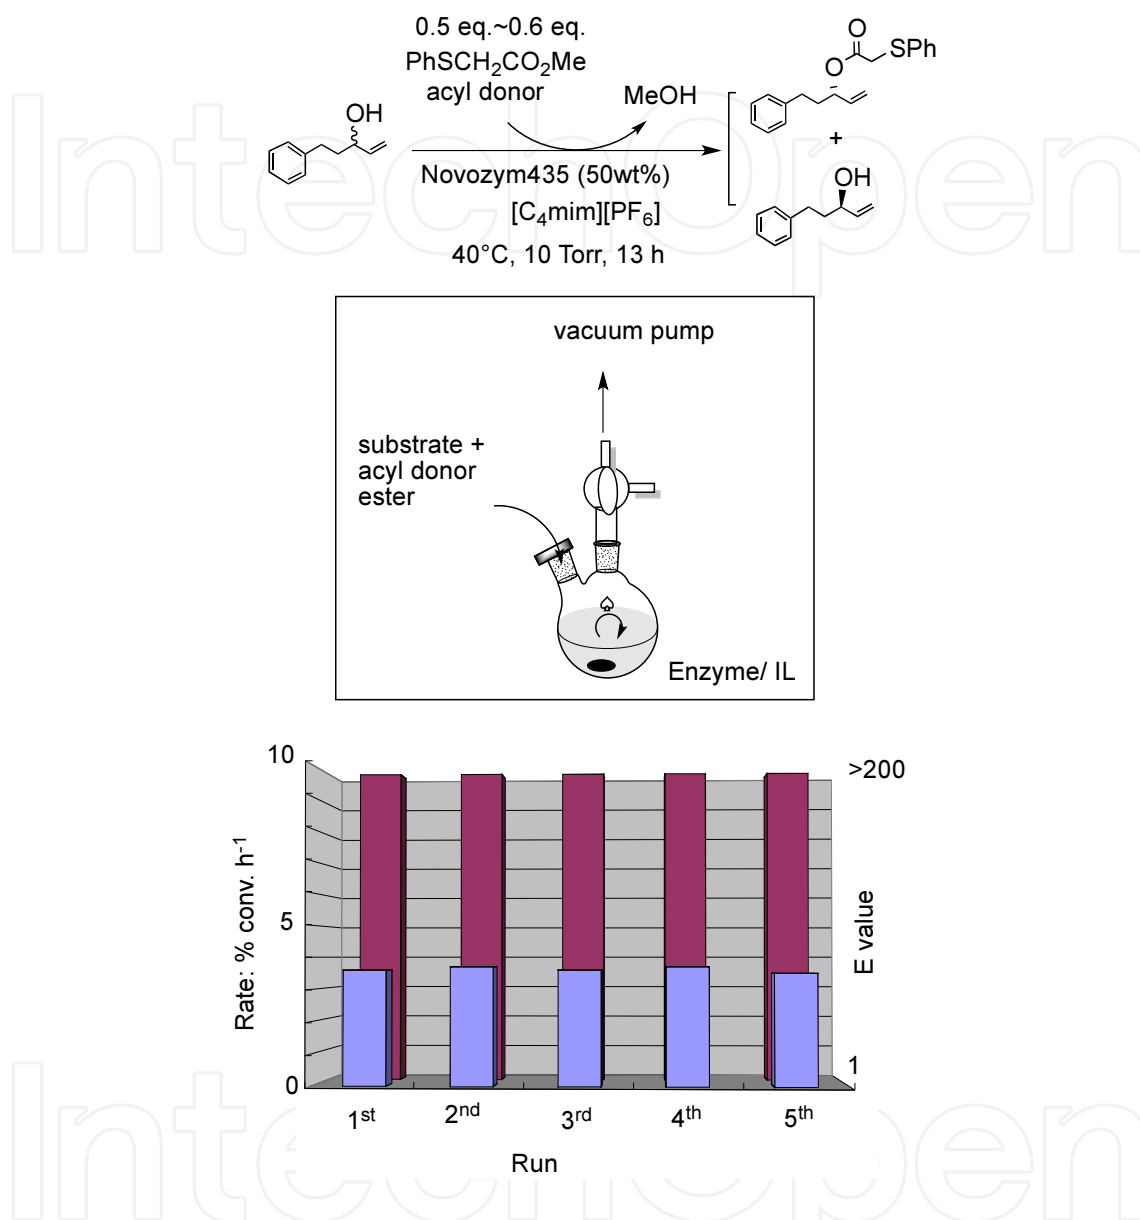 0.5 eq.~0.6 eq.
PhSCH₂CO₂Me
acyl donor
MeOH
OH
Novozym435 (50wt%)
[C₄mim][PF₆]
40°C, 10 Torr, 13 h
O
SPh
O
+
OH
vacuum pump
substrate +
acyl donor
ester
Enzyme/ IL
10
>200
Rate: % conv. h⁻¹
5
E value
0
1
1ˢᵗ 2ⁿᵈ 3ʳᵈ 4ᵗʰ 5ᵗʰ
Run
IntechOpen
IntechOpen